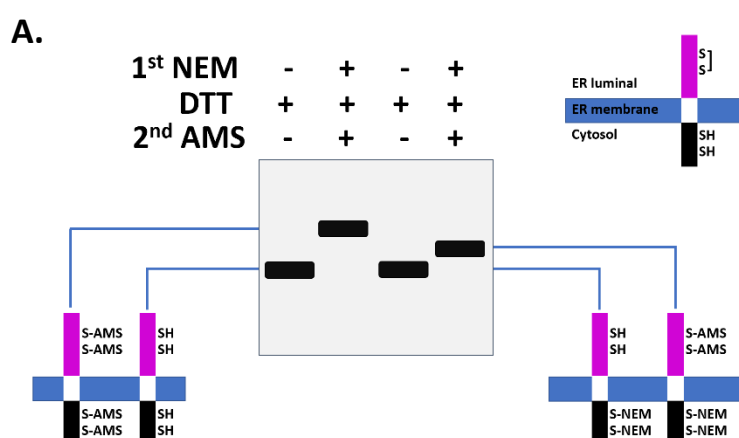 A.
1st NEM - + - +
DTT + + + +
2nd AMS - + - +
S
S
ER luminal
ER membrane
Cytosol
SH
SH
S-AMS
S-AMS
SH
SH
S-AMS
S-AMS
SH
SH
SH
SH
S-AMS
S-AMS
S-NEM
S-NEM
S-NEM
S-NEM